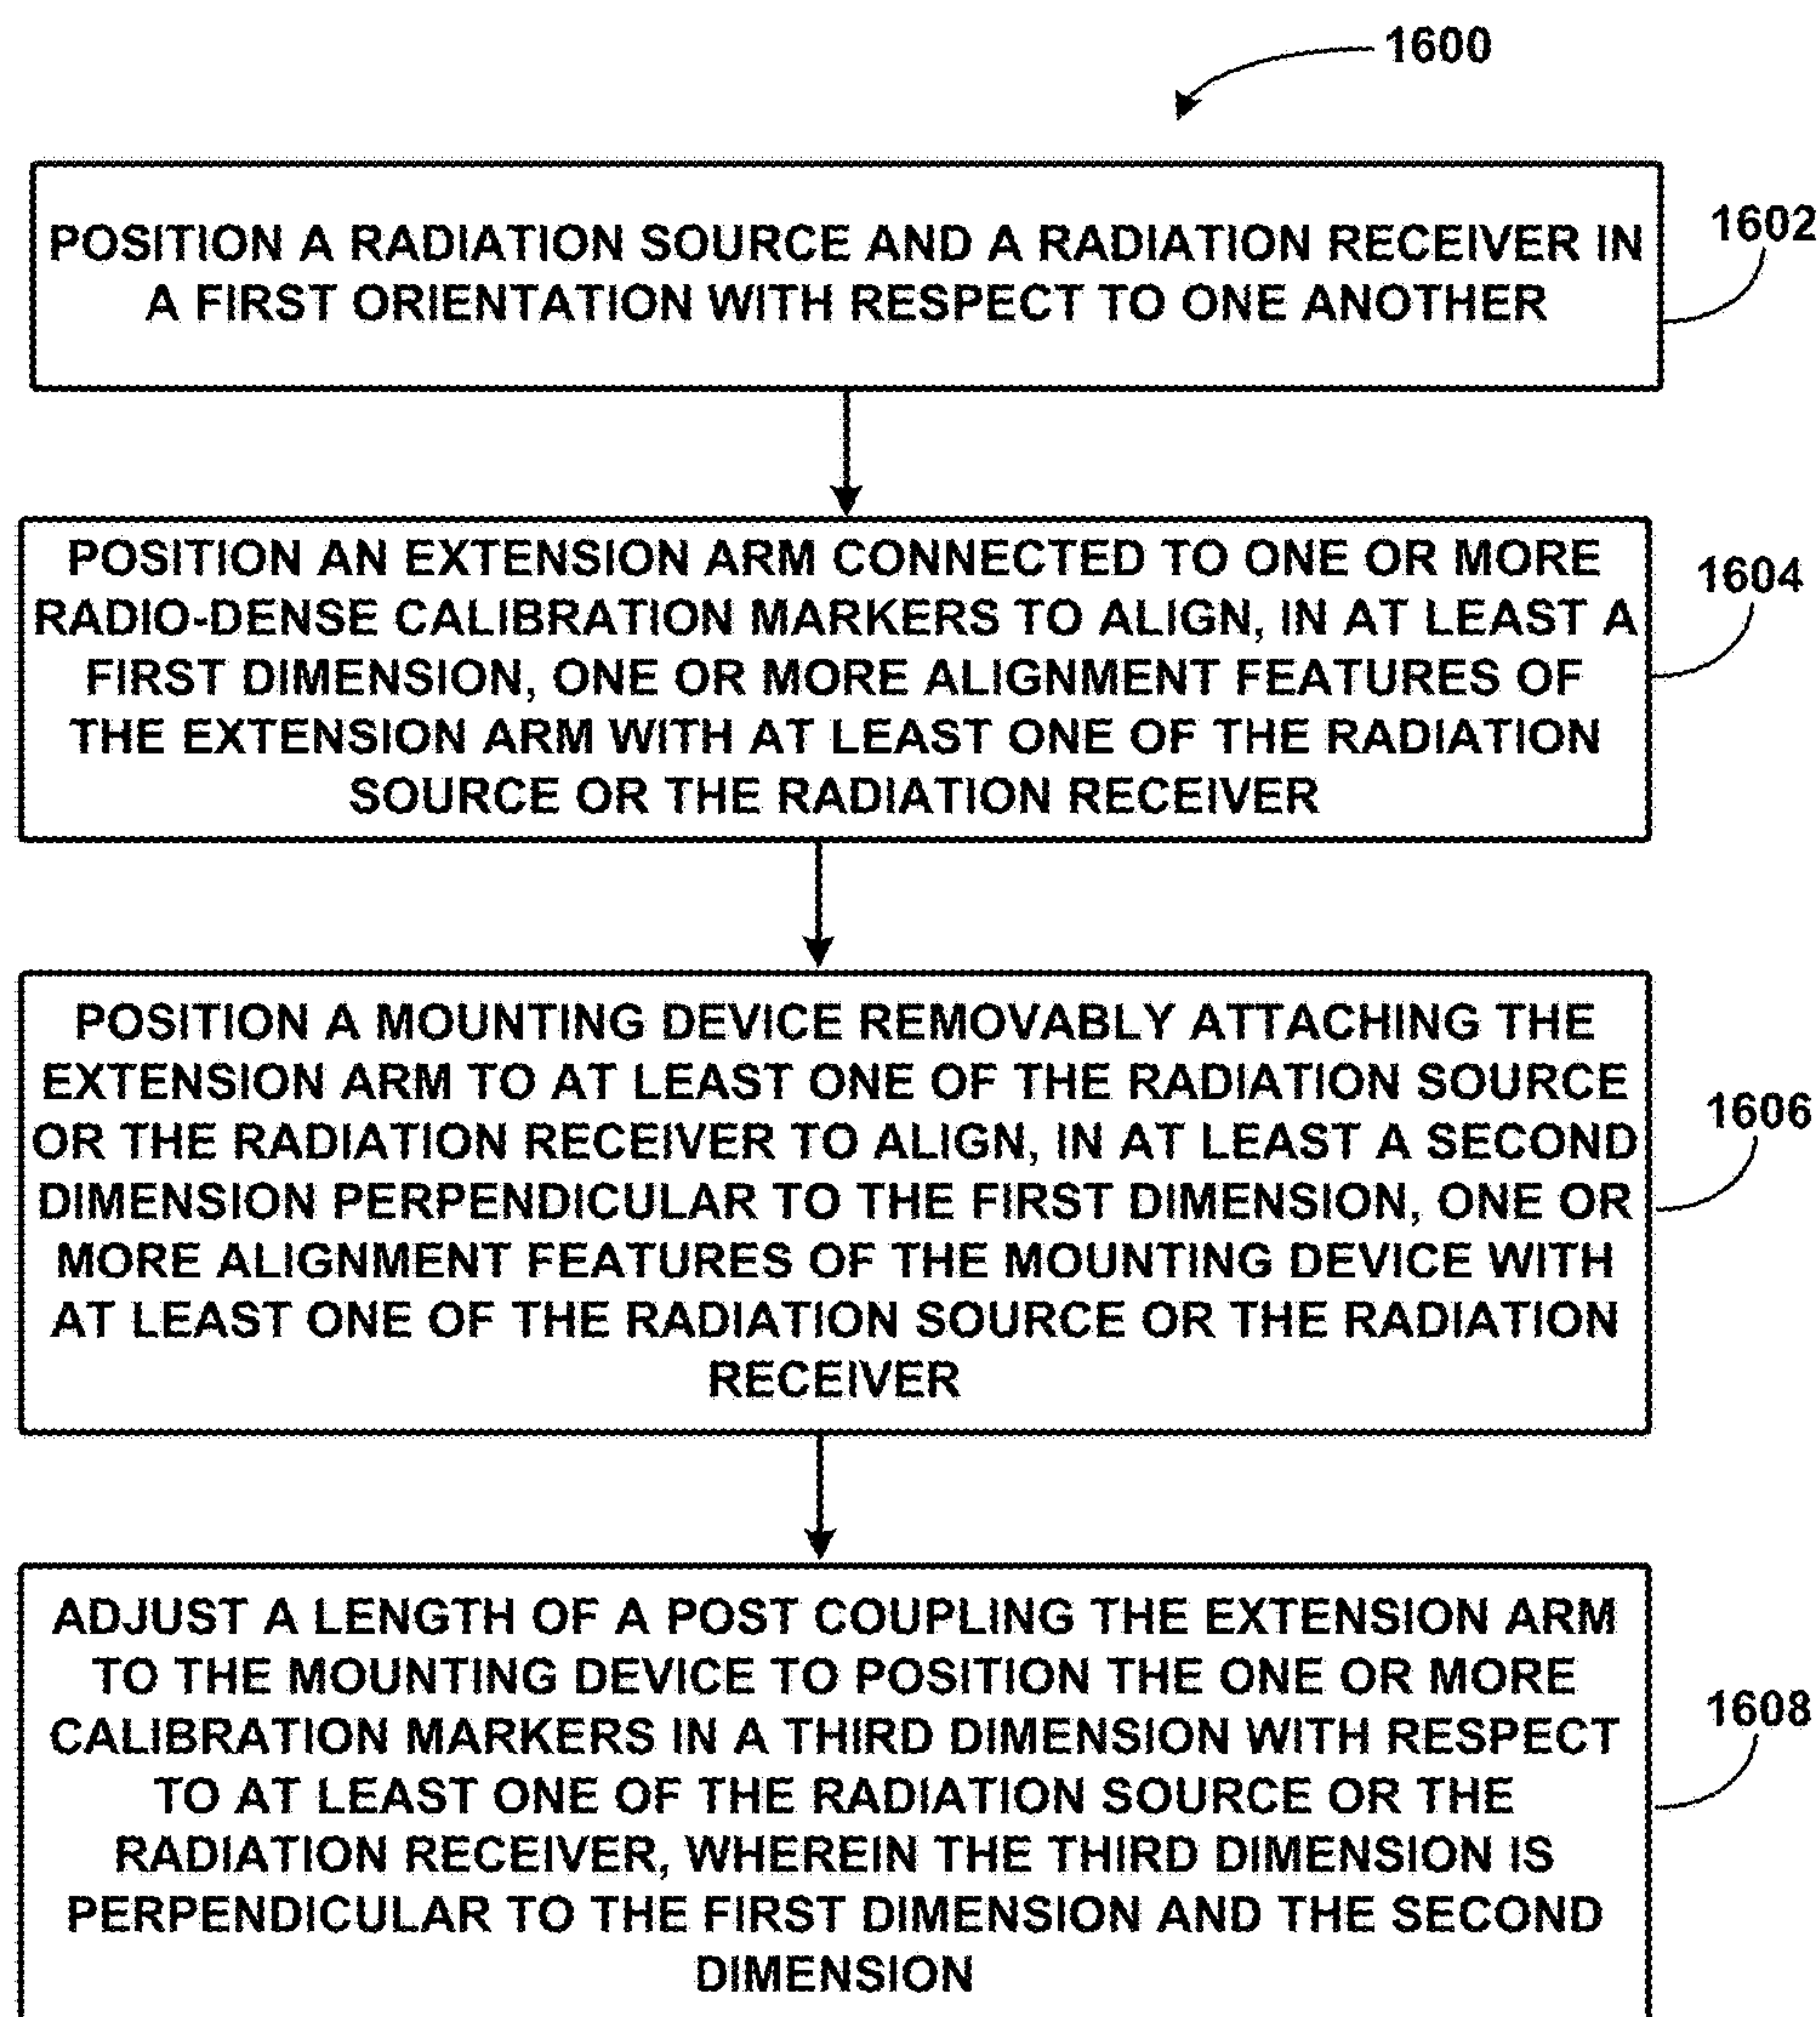 1600
POSITION A RADIATION SOURCE AND A RADIATION RECEIVER IN
A FIRST ORIENTATION WITH RESPECT TO ONE ANOTHER
1602
POSITION AN EXTENSION ARM CONNECTED TO ONE OR MORE
RADIO-DENSE CALIBRATION MARKERS TO ALIGN, IN AT LEAST A
FIRST DIMENSION, ONE OR MORE ALIGNMENT FEATURES OF
THE EXTENSION ARM WITH AT LEAST ONE OF THE RADIATION
SOURCE OR THE RADIATION RECEIVER
1604
POSITION A MOUNTING DEVICE REMOVABLY ATTACHING THE
EXTENSION ARM TO AT LEAST ONE OF THE RADIATION SOURCE
OR THE RADIATION RECEIVER TO ALIGN, IN AT LEAST A SECOND
DIMENSION PERPENDICULAR TO THE FIRST DIMENSION, ONE OR
MORE ALIGNMENT FEATURES OF THE MOUNTING DEVICE WITH
AT LEAST ONE OF THE RADIATION SOURCE OR THE RADIATION
RECEIVER
1606
ADJUST A LENGTH OF A POST COUPLING THE EXTENSION ARM
TO THE MOUNTING DEVICE TO POSITION THE ONE OR MORE
CALIBRATION MARKERS IN A THIRD DIMENSION WITH RESPECT
TO AT LEAST ONE OF THE RADIATION SOURCE OR THE
RADIATION RECEIVER, WHEREIN THE THIRD DIMENSION IS
PERPENDICULAR TO THE FIRST DIMENSION AND THE SECOND
DIMENSION
1608